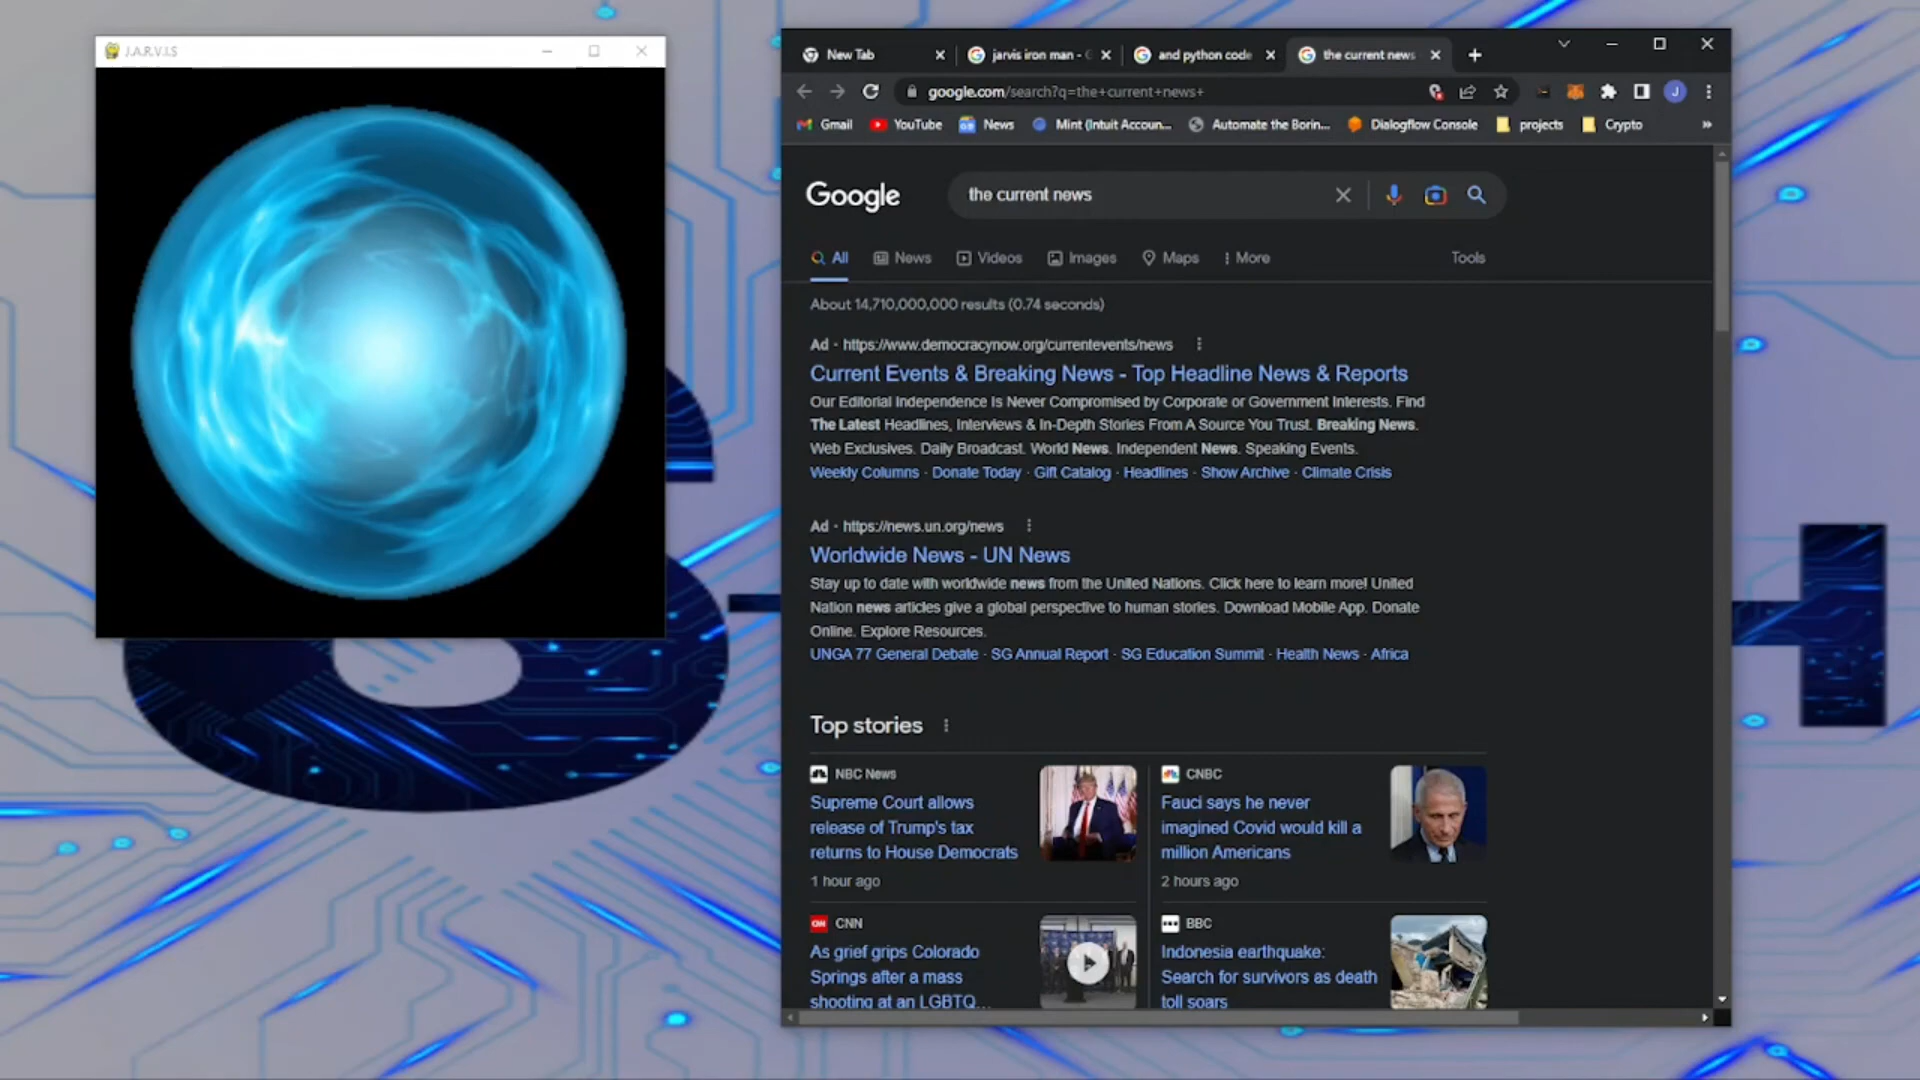 J.A.R.V.I.S
New Tab
jarvis iron man -
and python code
the current news
google.com/search?q=the+current+news+
J
Gmail
YouTube
News
Mint (Intuit Accoun...
Automate the Borin...
Dialogflow Console
projects
Crypto
»
Google
the current news
All
News
Videos
Images
Maps
More
Tools
About 14,710,000,000 results (0.74 seconds)
Ad · https://www.democracynow.org/currentevents/news
Current Events & Breaking News - Top Headline News & Reports
Our Editorial Independence Is Never Compromised by Corporate or Government Interests. Find
The Latest Headlines, Interviews & In-Depth Stories From A Source You Trust. Breaking News.
Web Exclusives. Daily Broadcast. World News. Independent News. Speaking Events.
Weekly Columns · Donate Today · Gift Catalog · Headlines · Show Archive · Climate Crisis
Ad · https://news.un.org/news
Worldwide News - UN News
Stay up to date with worldwide news from the United Nations. Click here to learn more! United
Nation news articles give a global perspective to human stories. Download Mobile App. Donate
Online. Explore Resources.
UNGA 77 General Debate · SG Annual Report · SG Education Summit · Health News · Africa
Top stories
NBC News
Supreme Court allows
release of Trump's tax
returns to House Democrats
1 hour ago
CNBC
Fauci says he never
imagined Covid would kill a
million Americans
2 hours ago
CNN
As grief grips Colorado
Springs after a mass
shooting at an LGBTQ...
BBC
Indonesia earthquake:
Search for survivors as death
toll soars